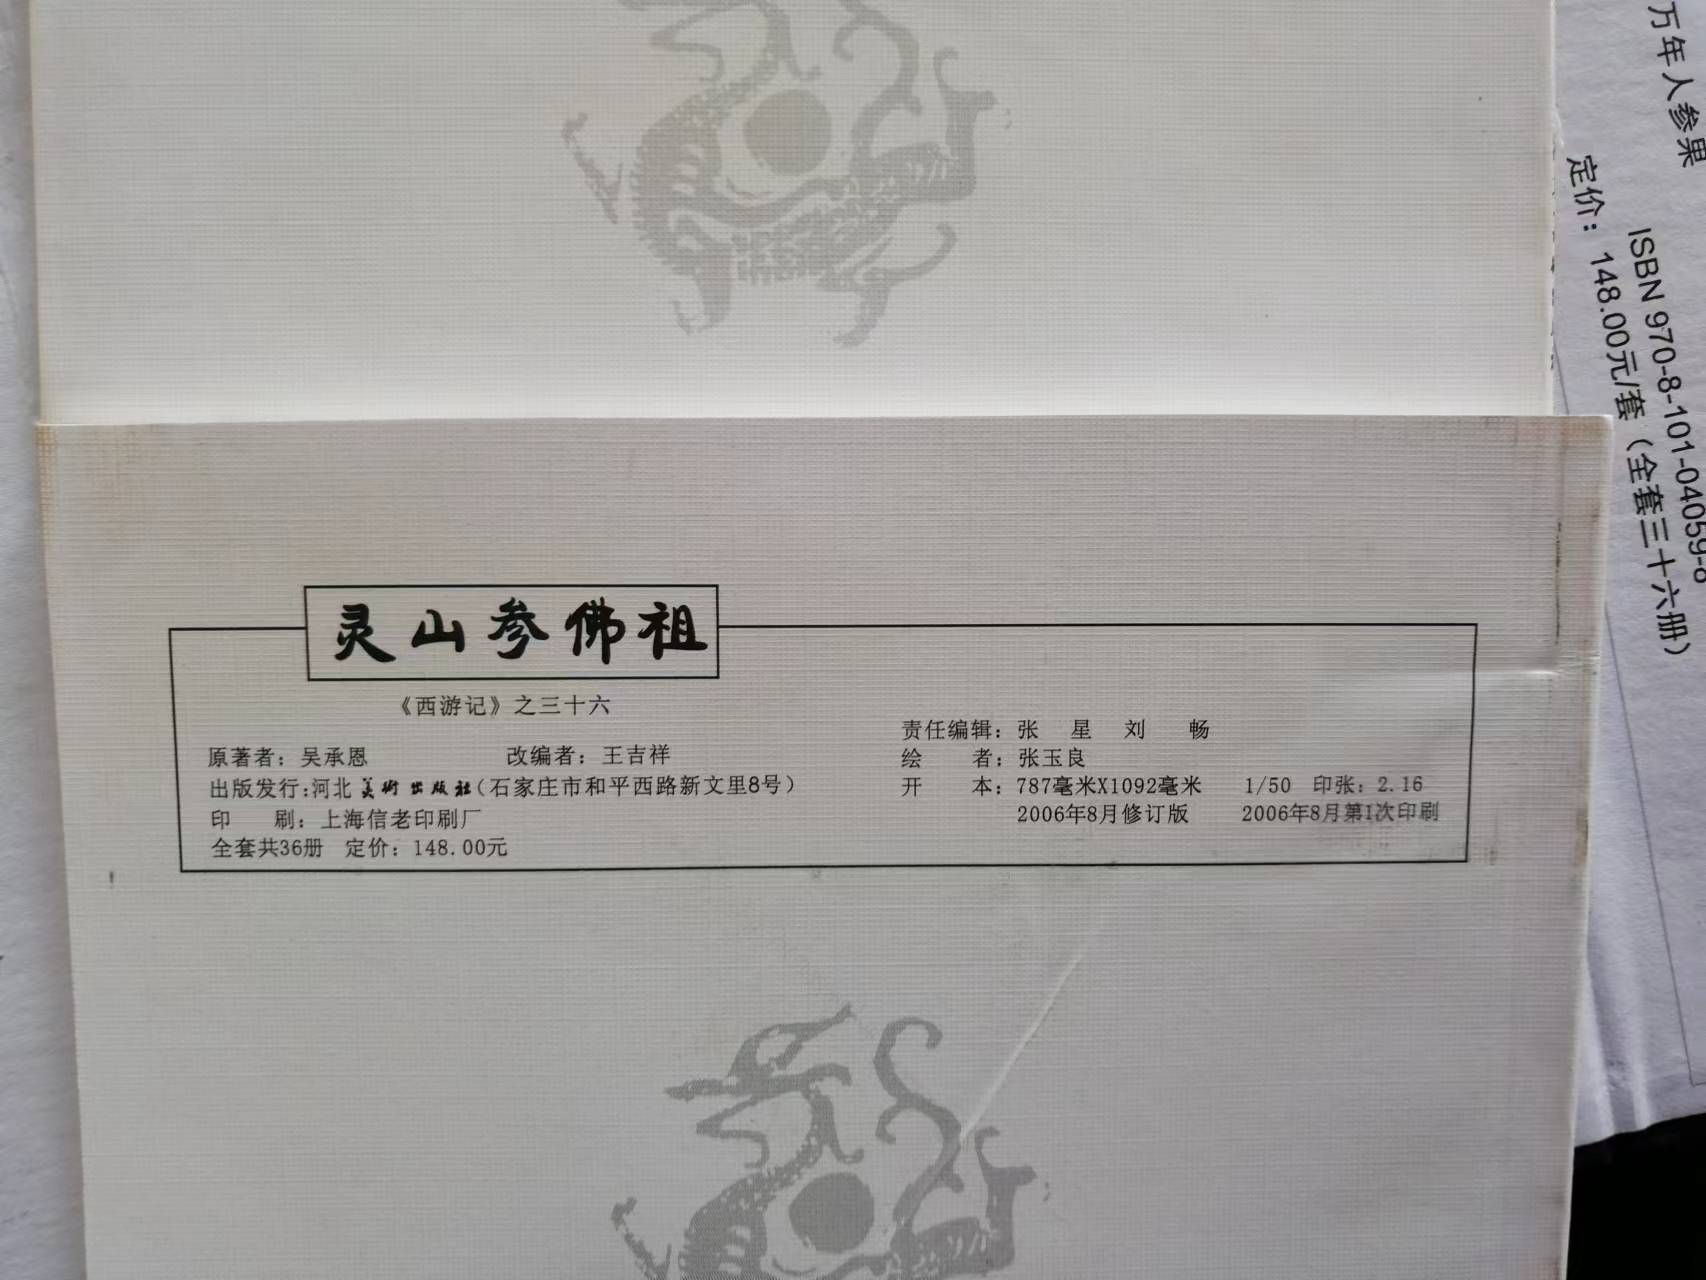 灵山参佛祖
《西游记》之三十六
原著者：吴承恩 改编者：王吉祥
出版发行:河北美術出版社(石家庄市和平西路新文里8号)
印 刷：上海信老印刷厂
全套共36册 定价：148.00元
责任编辑：张 星 刘 畅
绘 者：张玉良
开 本：787毫米X1092毫米 1/50 印张：2.16
2006年8月修订版 2006年8月第1次印刷
万年人参果
ISBN 970-8-101-04059-8
定价：148.00元/套（全套三十六册）